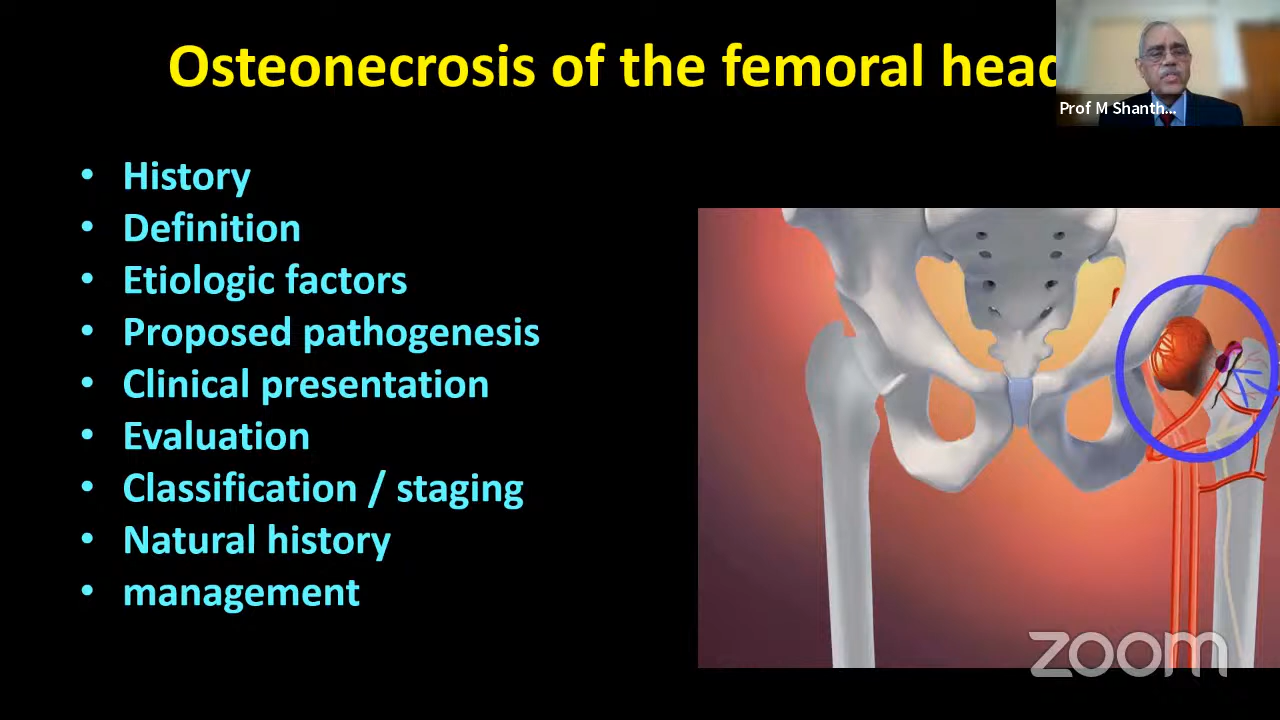 Osteonecrosis of the femoral head
Prof M Shanth...
• History
• Definition
• Etiologic factors
• Proposed pathogenesis
• Clinical presentation
• Evaluation
• Classification / staging
• Natural history
• management
zoom